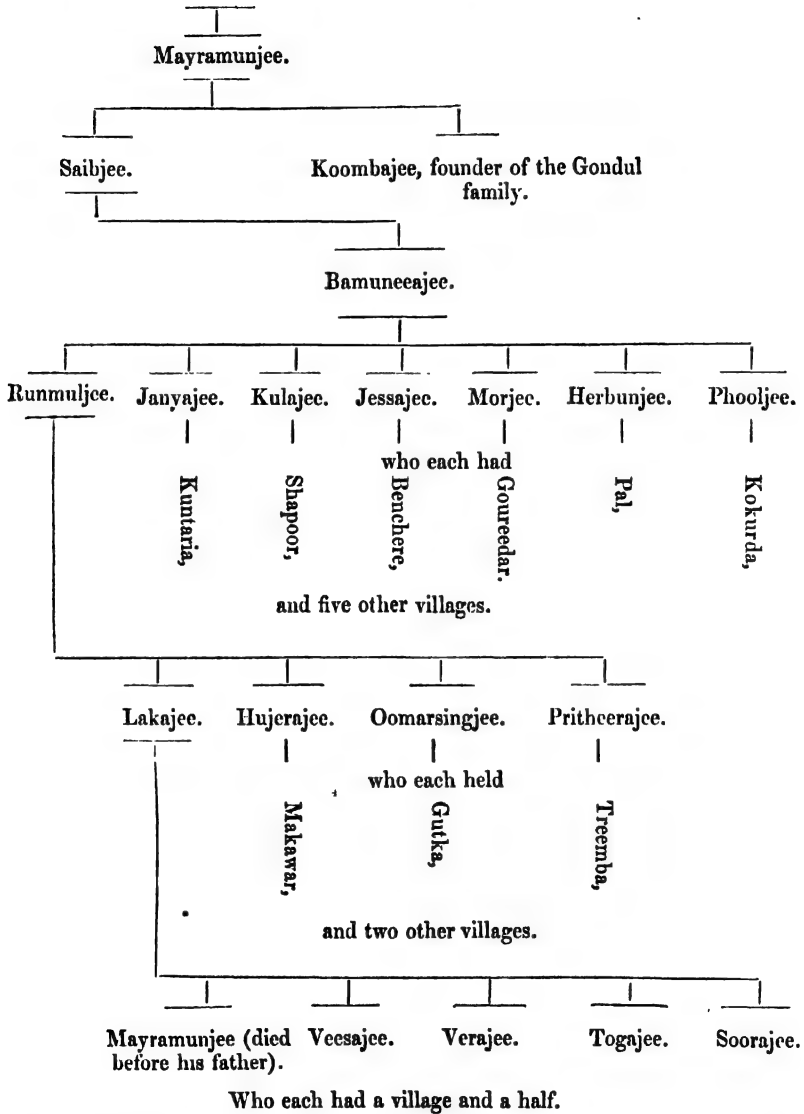 Mayramunjee.
Saibjee. Koombajee, founder of the Gondul
family.
Bamuneeajee.
Runmuljee. Janyajee. Kulajee. Jessajee. Morjee. Herbunjee. Phooljee.
who each had
Kuntaria, Shapoor, Benchere, Goureedar. Pal, Kokurda,
and five other villages.
Lakajee. Hujerajee. Oomarsingjee. Pritheerajee.
who each held
Makawar, Gutka, Treemba,
and two other villages.
Mayramunjee (died Veesajee. Verajee. Togajee. Soorajee.
before his father).
Who each had a village and a half.